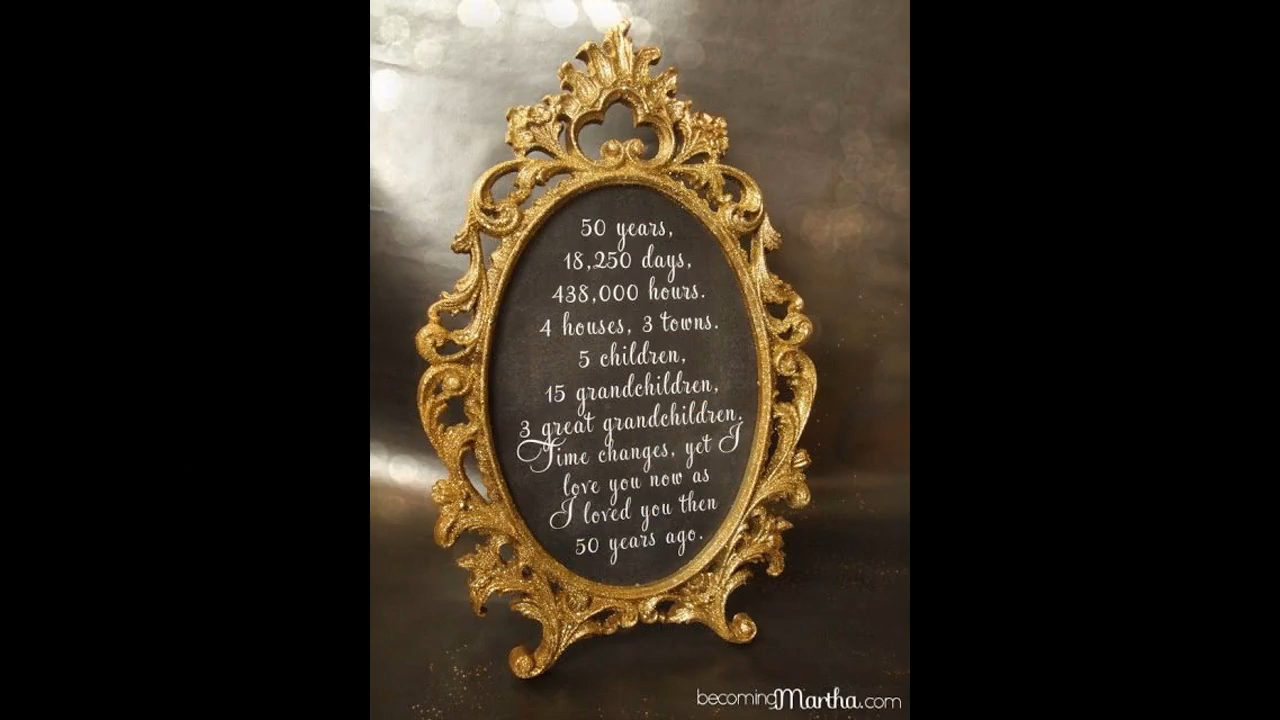 50 years,
18,250 days,
438,000 hours.
4 houses, 3 towns.
5 children,
15 grandchildren,
3 great grandchildren.
Time changes, yet I
love you now as
I loved you then
50 years ago.
becomingMartha.com